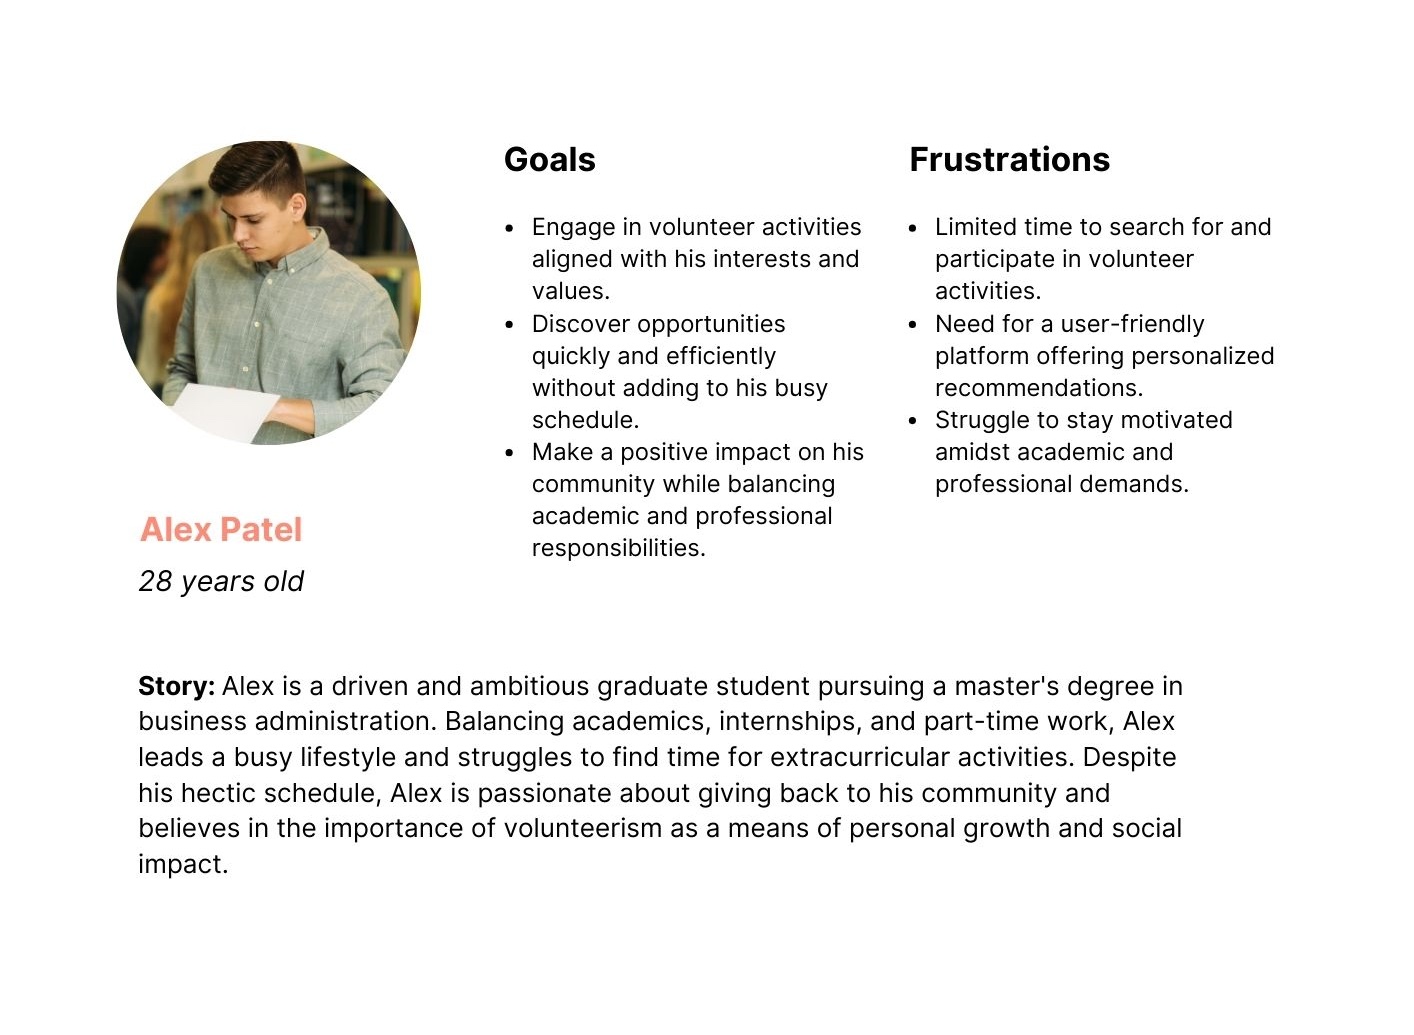 Goals
• Engage in volunteer activities
aligned with his interests and
values.
• Discover opportunities
quickly and efficiently
without adding to his busy
schedule.
• Make a positive impact on his
community while balancing
academic and professional
responsibilities.
Frustrations
• Limited time to search for and
participate in volunteer
activities.
• Need for a user-friendly
platform offering personalized
recommendations.
• Struggle to stay motivated
amidst academic and
professional demands.
Alex Patel
28 years old
Story: Alex is a driven and ambitious graduate student pursuing a master's degree in
business administration. Balancing academics, internships, and part-time work, Alex
leads a busy lifestyle and struggles to find time for extracurricular activities. Despite
his hectic schedule, Alex is passionate about giving back to his community and
believes in the importance of volunteerism as a means of personal growth and social
impact.